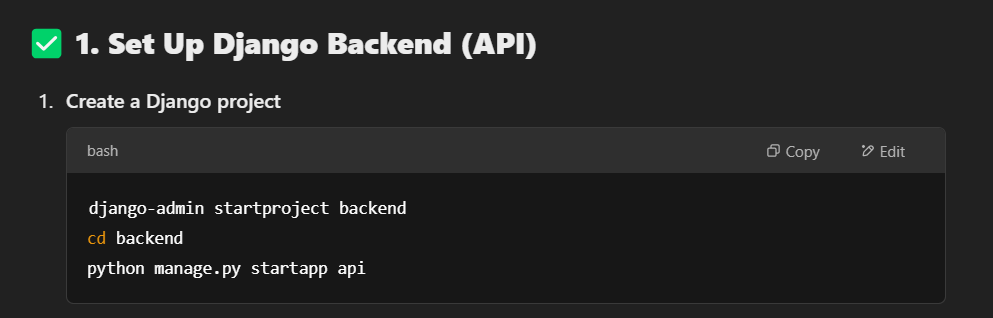 ✅ 1. Set Up Django Backend (API)
1. Create a Django project
bash Copy Edit
django-admin startproject backend
cd backend
python manage.py startapp api